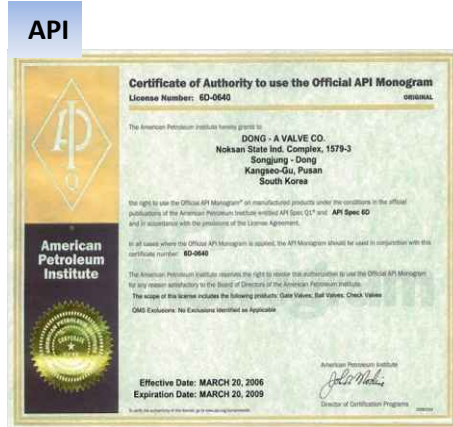 API
Certificate of Authority to use the Official API Monogram
License Number: 6D-0640
ORIGINAL
The American Petroleum Institute hereby grants to
DONG - A VALVE CO.
Noksan State Ind. Complex, 1579-3
Songjung - Dong
Kangseo-Gu, Pusan
South Korea
the right to use the Official API Monogram® on manufactured products under the conditions in the official
publications of the American Petroleum Institute entitled API Spec Q1® and API Spec 6D
and in accordance with the provisions of the License Agreement.
In all cases where the Official API Monogram is applied, the API Monogram should be used in conjunction with this
certificate number: 6D-0640
The American Petroleum Institute reserves the right to revoke this authorization to use the Official API Monogram
for any reason satisfactory to the Board of Directors of the American Petroleum Institute.
The scope of this license includes the following products: Gate Valves; Ball Valves; Check Valves
QMS Exclusions: No Exclusions Identified as Applicable
American
Petroleum
Institute
AMERICAN PETROLEUM INSTITUTE
CORPORATE
American Petroleum Institute
Effective Date: MARCH 20, 2006
Expiration Date: MARCH 20, 2009
Director of Certification Programs